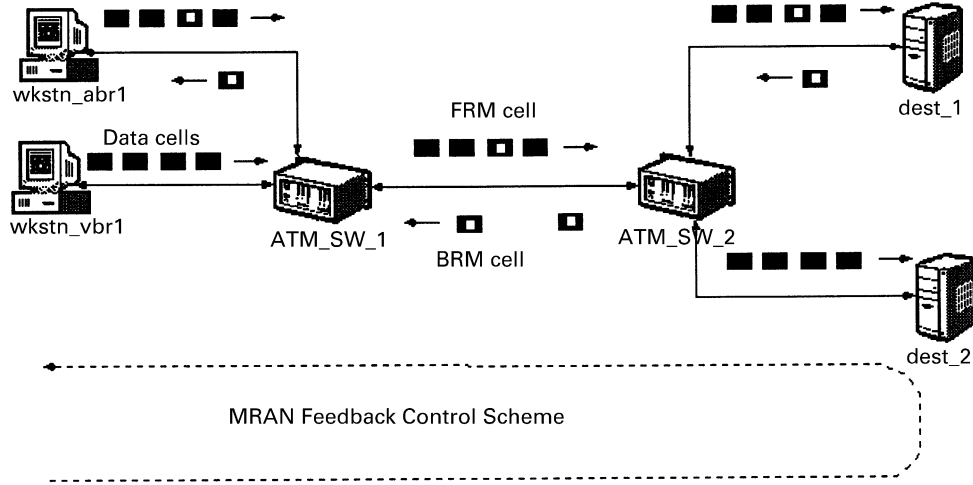 wkstn_abr1
dest_1
Data cells
FRM cell
wkstn_vbr1
ATM_SW_1
ATM_SW_2
BRM cell
dest_2
MRAN Feedback Control Scheme